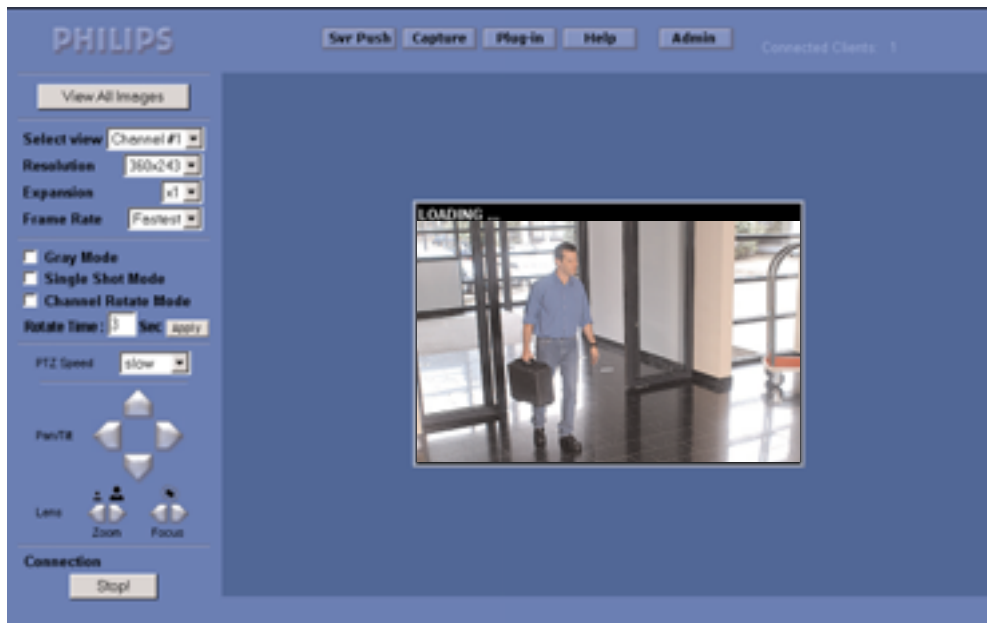 PHILIPS
Svr Push Capture Plug-in Help Admin Connected Clients: 1
View All Images
Select view Channel #1
Resolution 360x243
Expansion x1
Frame Rate Fastest
Gray Mode
Single Shot Mode
Channel Rotate Mode
Rotate Time : 3 Sec Apply
PTZ Speed slow
Pan/Tilt
Lens
Zoom Focus
Connection
Stop!
LOADING ...